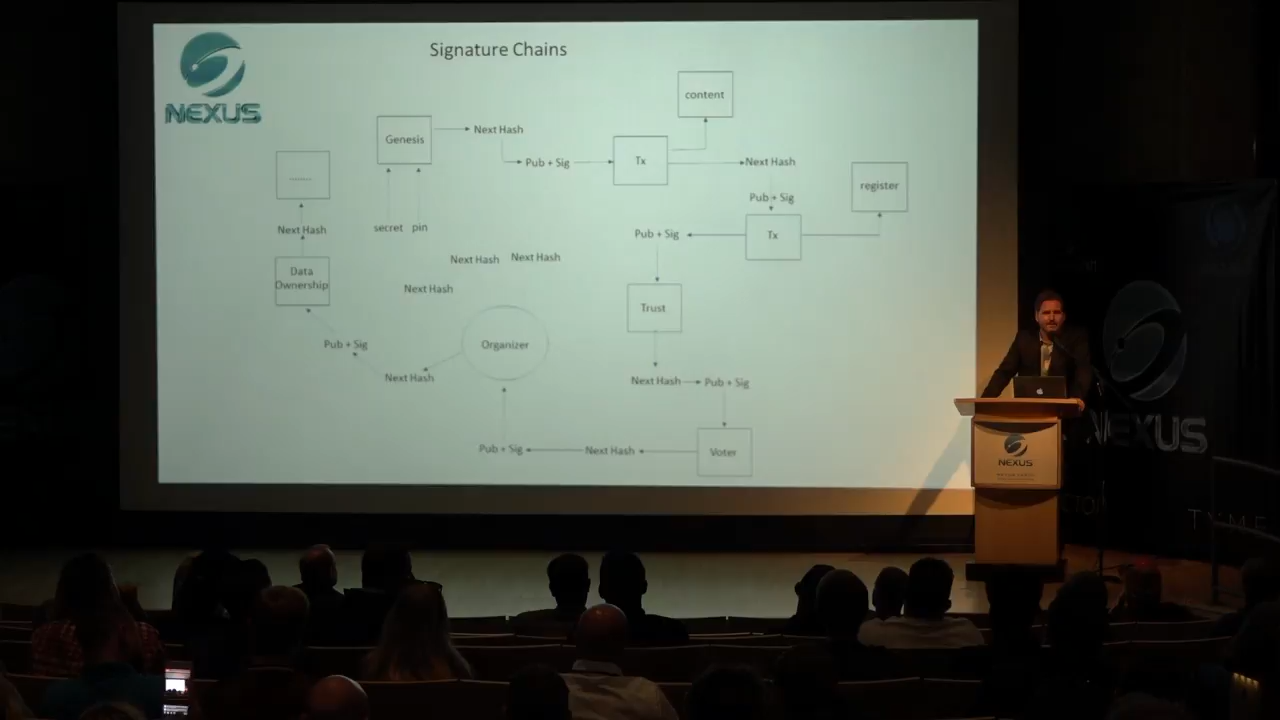 Signature Chains
NEXUS
content
Genesis
Next Hash
Pub + Sig
Tx
Next Hash
register
Pub + Sig
Tx
Pub + Sig
secret pin
Next Hash
.......
Next Hash Next Hash
Next Hash
Data
Ownership
Trust
Organizer
Pub + Sig
Next Hash
Next Hash
Pub + Sig
Voter
Next Hash
Pub + Sig
NEXUS
NEXUS
TYME